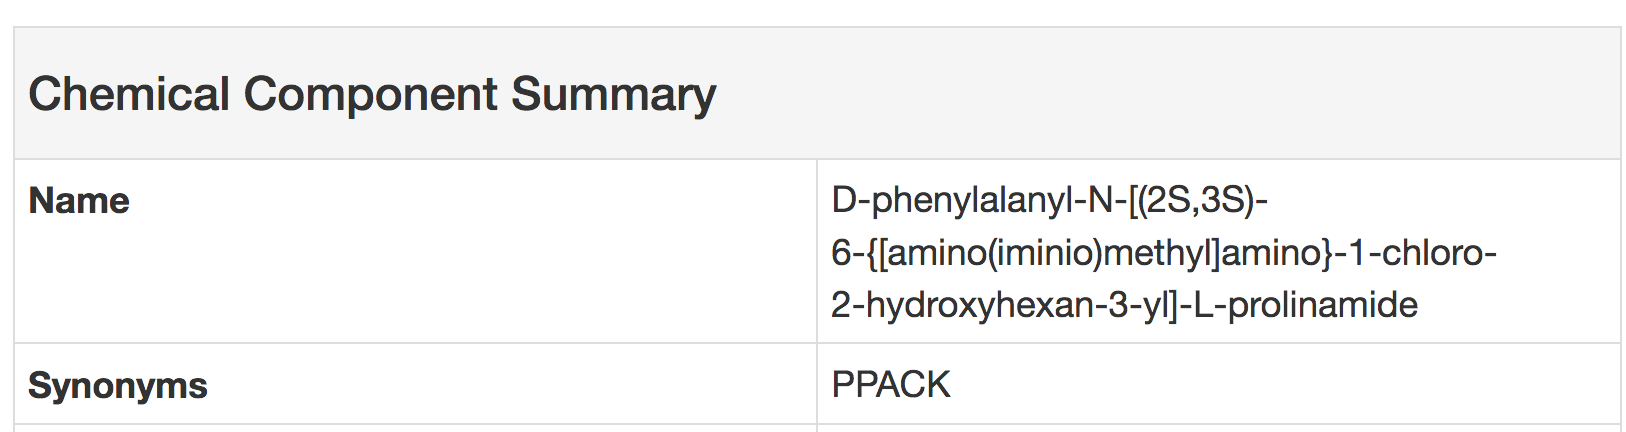 Chemical Component Summary
Name
D-phenylalanyl-N-[(2S,3S)-
6-{[amino(iminio)methyl]amino}-1-chloro-
2-hydroxyhexan-3-yl]-L-prolinamide
Synonyms
PPACK